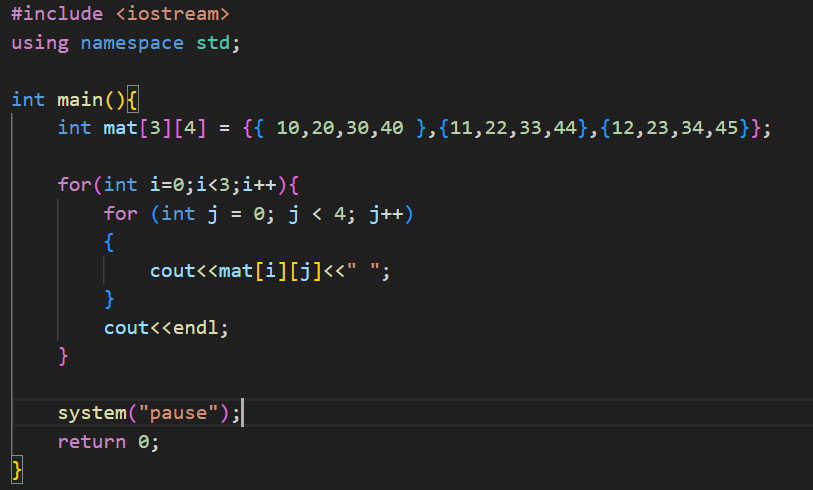 #include <iostream>
using namespace std;
int main(){
    int mat[3][4] = {{ 10,20,30,40 },{11,22,33,44},{12,23,34,45}};
    for(int i=0;i<3;i++){
        for (int j = 0; j < 4; j++)
        {
            cout<<mat[i][j]<<" ";
        }
        cout<<endl;
    }
    system("pause");
    return 0;
}